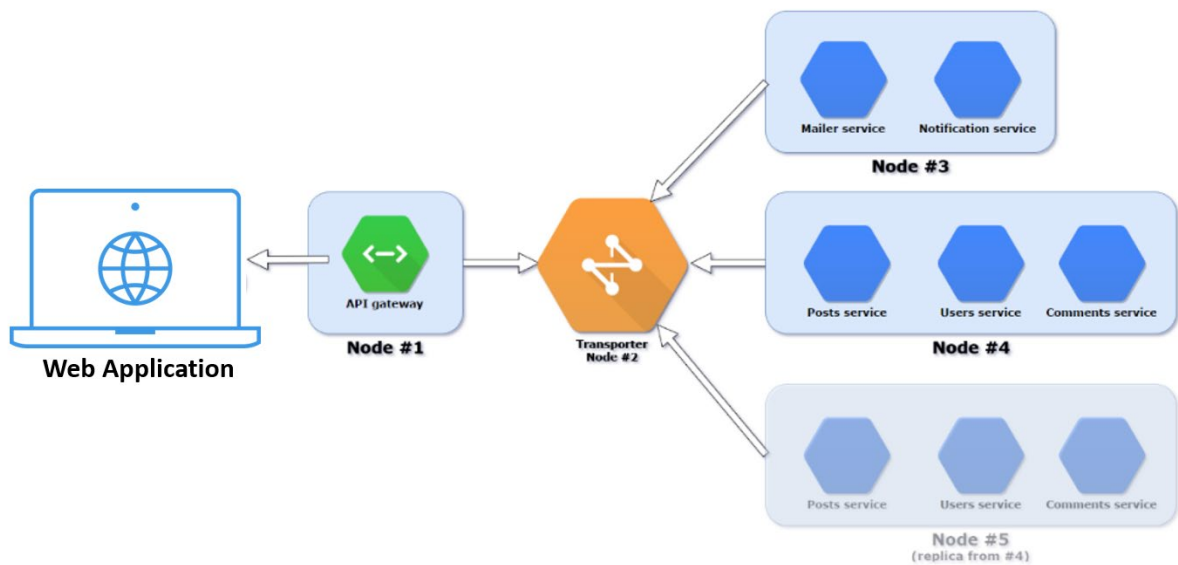 Mailer service
Notification service
Node #3
API gateway
Node #1
Web Application
Transporter
Node #2
Posts service
Users service
Comments service
Node #4
Posts service
Users service
Comments service
Node #5
(replica from #4)